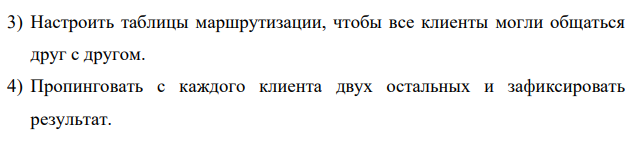 3) Настроить таблицы маршрутизации, чтобы все клиенты могли общаться
друг с другом.
4) Пропинговать с каждого клиента двух остальных и зафиксировать
результат.